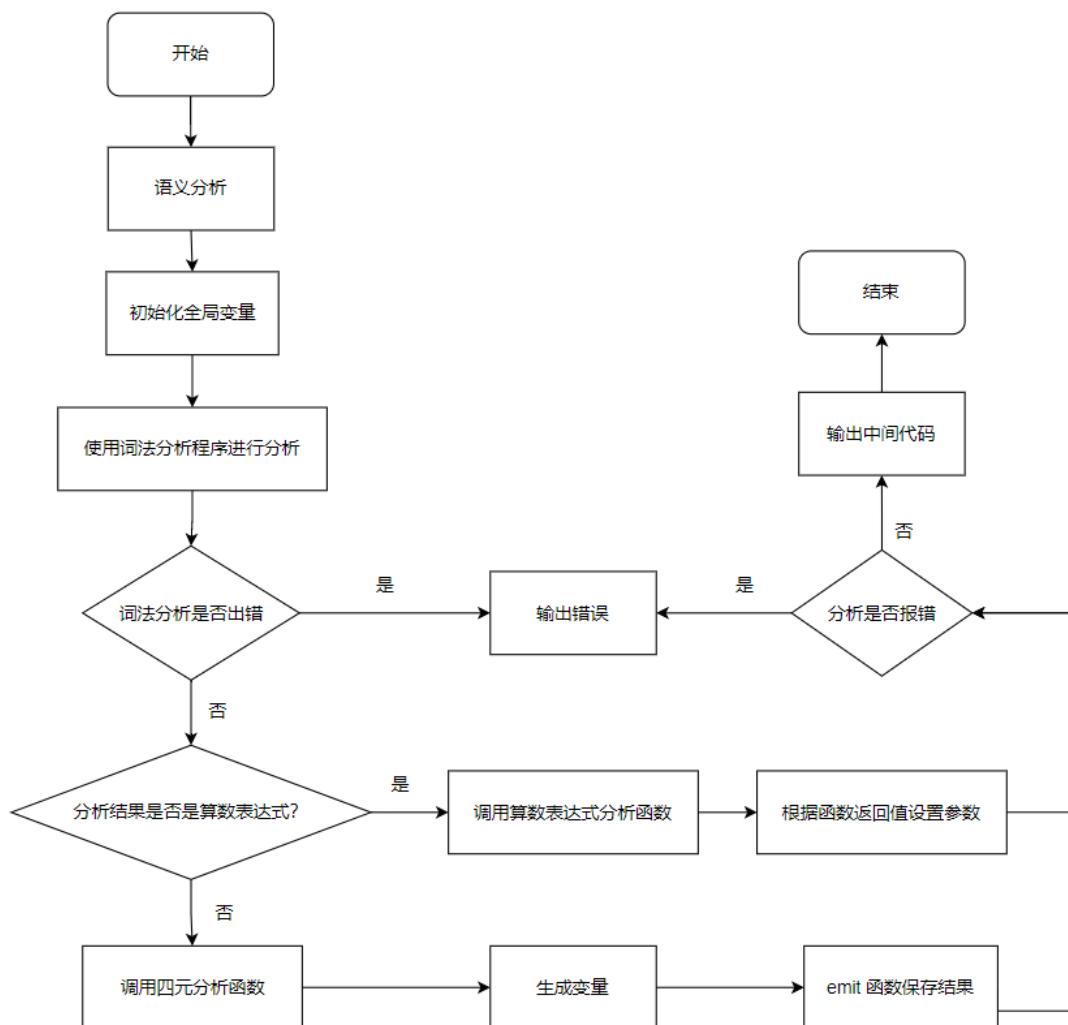 开始
语义分析
初始化全局变量
使用词法分析程序进行分析
词法分析是否出错
是
输出错误
是
分析是否报错
否
输出中间代码
结束
否
分析结果是否是算数表达式?
是
调用算数表达式分析函数
根据函数返回值设置参数
否
调用四元分析函数
生成变量
emit 函数保存结果